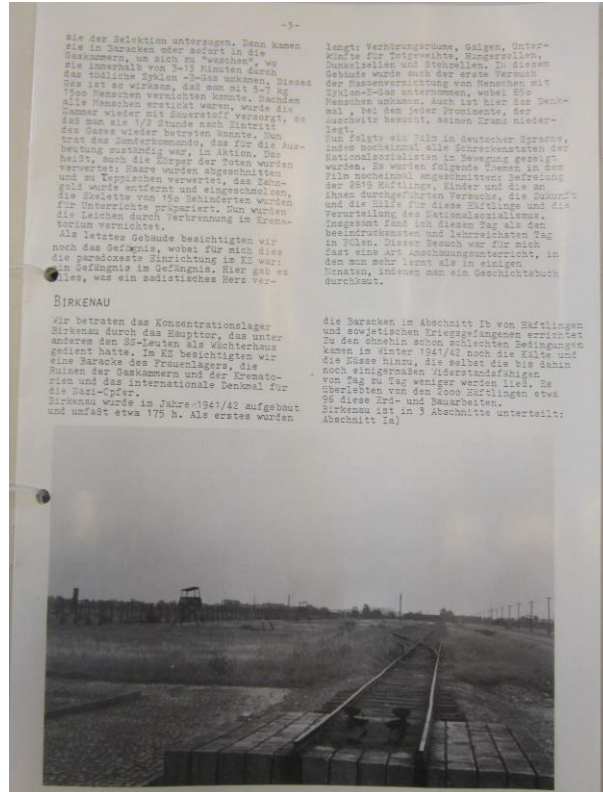 -5-
sie der Selektion unterzogen. Dann kamen
sie in Baracken oder sofort in die
Gaskammern, um sich zu "waschen", wo
sie innerhalb von 3-15 Minuten durch
das tödliche Zyklon -B-Gas umkamen. Dieses
Gas ist so wirksam, daß man mit 5-7 kg
15oo Menschen vernichten konnte. Nachdem
alle Menschen erstickt waren, wurde die
Kammer wieder mit Sauerstoff versorgt, so
daß man sie 1/2 Stunde nach Eintritt
des Gases wieder betreten konnte. Nun
trat das Sonderkommando, das für die Aus-
beutung zuständig war, in Aktion. Das
heißt, auch die Körper der Toten wurden
verwertet: Haare wurden abgeschnitten
und zu Teppichen verwertet, das Zahn-
gold wurde entfernt und eingeschmolzen,
die Skelette von 15o Behinderten wurden
für Unterrichte präpariert. Nun wurden
die Leichen durch Verbrennung im Krema-
torium vernichtet.
Als letztes Gebäude besichtigten wir
noch das Gefägnis, wobei für mich dies
die paradoxeste Einrichtung im KZ war:
ein Gefängnis im Gefängnis. Hier gab es
alles, was ein sadistisches Herz ver-
langt: Verhörungsräume, Galgen, Unter-
künfte für Totgeweihte, Hungerzellen,
Dunkelzellen und Stehzellen. In diesem
Gebäude wurde auch der erste Versuch
der Massenvernichtung von Menschen mit
Zyklon-B-Gas unternommen, wobei 85o
Menschen umkamen. Auch ist hier das Denk-
mal , bei dem jeder Prominente, der
Auschwitz besucht, seinen Kranz nieder-
legt.
Nun folgte ein Film in deutscher Sprache,
indem nocheinmal alle Schreckenstaten der
Nationalsozialisten in Bewegung gezeigt
wurden. Es wurden folgende Themen in dem
Film nocheinmal angeschnitten: Befreiung
der 2819 Häftlinge, Kinder und die an
ihnen durchgeführten Versuche, die Zukunft
und die Hilfe für diese Häftlinge und die
Verurteilung des Nationalsozialismus.
Insgesamt fand ich diesen Tag als den
beeindruckensten und lehrreichsten Tag
in Polen. Dieser Besuch war für mich
fast eine Art Anschauungsunterricht, in
dem man mehr lernt als in einigen
Monaten, indenen man ein Geschichtsbuch
durchkaut.
BIRKENAU
Wir betraten das Konzentrationslager
Birkenau durch das Haupttor, das unter
anderem den SS-Leuten als Wächterhaus
gedient hatte. Im KZ besichtigten wir
eine Baracke des Frauenlagers, die
Ruinen der Gaskammern und der Kremato-
rien und das internationale Denkmal für
die Nazi-Opfer.
Birkenau wurde im Jahre 1941/42 aufgebaut
und umfaßt etwa 175 h. Als erstes wurden
die Baracken im Abschnitt Ib von Häftlingen
und sowjetischen Kriegsgefangenen errichtet
Zu den ohnehin schon schlechten Bedingungen
kamen im Winter 1941/42 noch die Kälte und
die Nässe hinzu, die selbst die bis dahin
noch einigermaßen Widerstandsfähigen
von Tag zu Tag weniger werden ließ. Es
überlebten von den 2ooo Häftlingen etwa
96 diese Erd- und Bauarbeiten.
Birkenau ist in 3 Abschnitte unterteilt:
Abschnitt Ia)